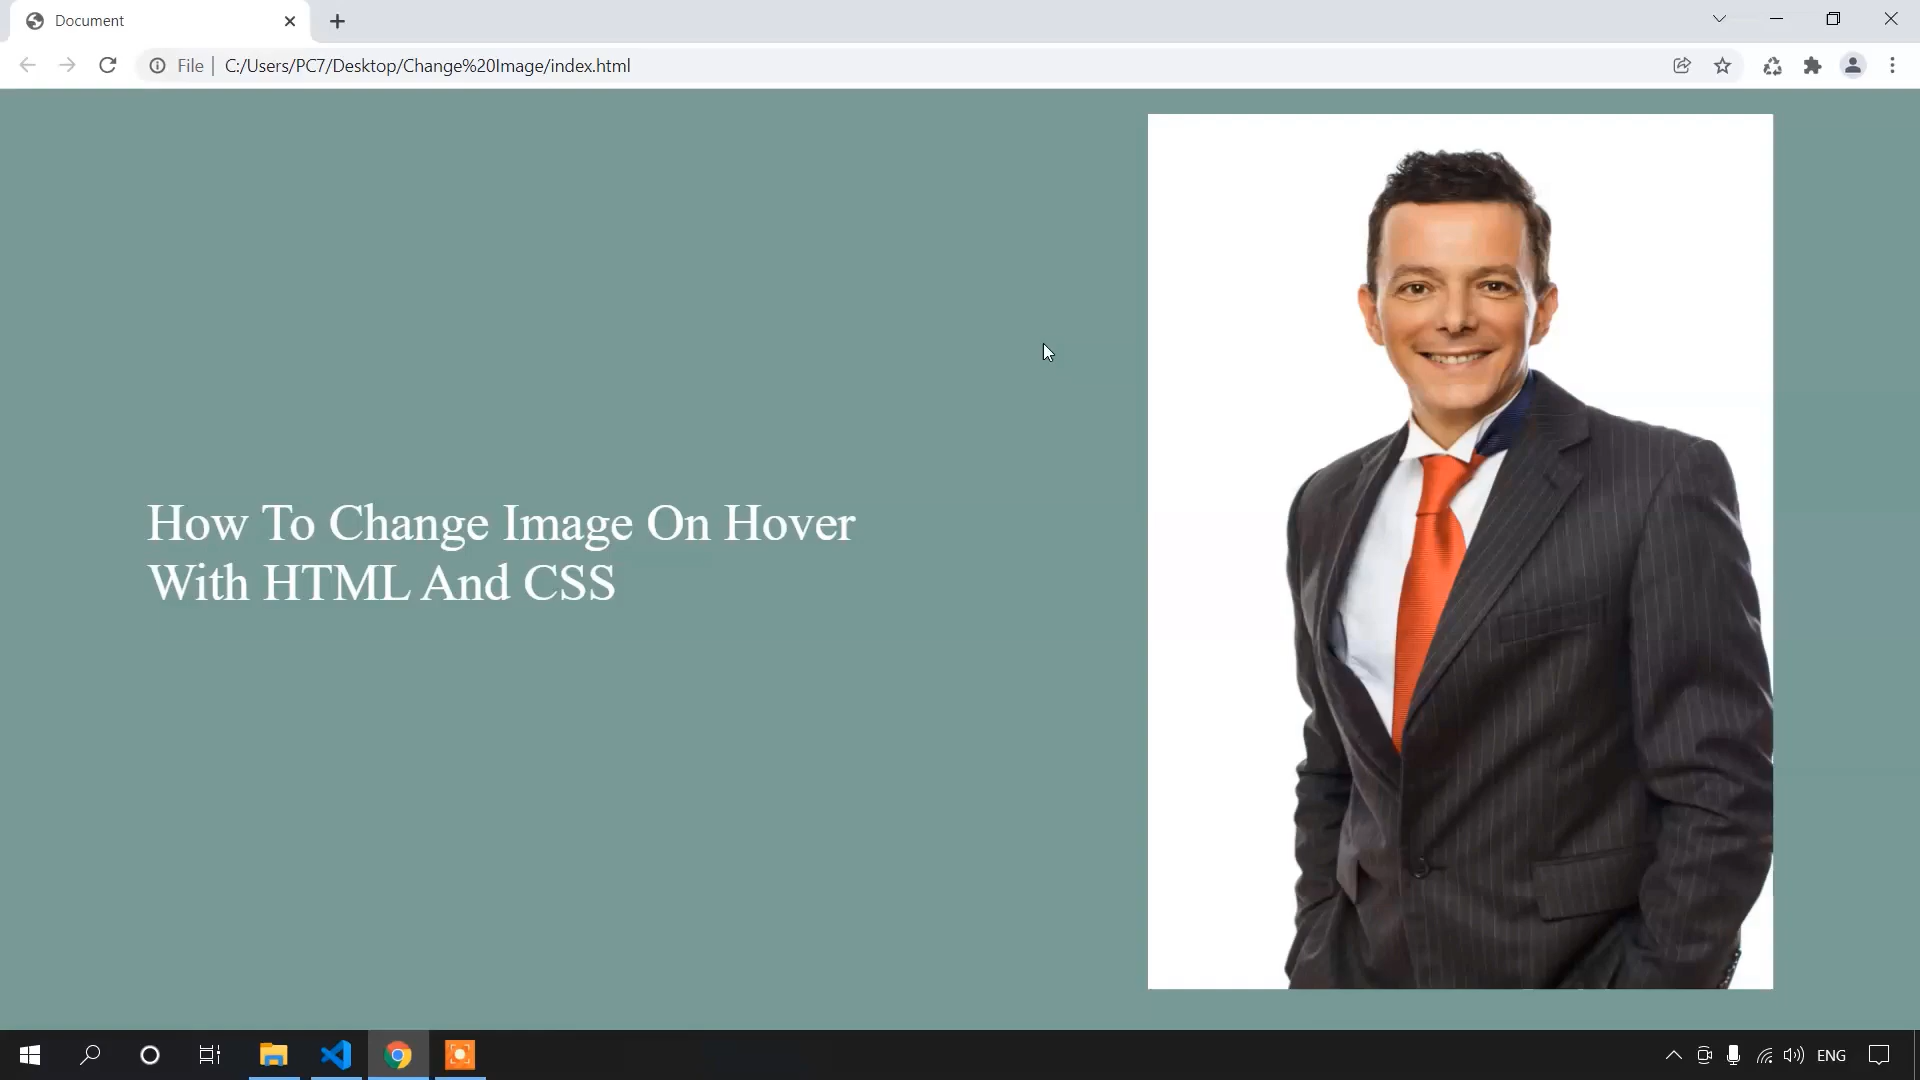 Document
File
C:/Users/PC7/Desktop/Change%20Image/index.html
How To Change Image On Hover
With HTML And CSS
ENG